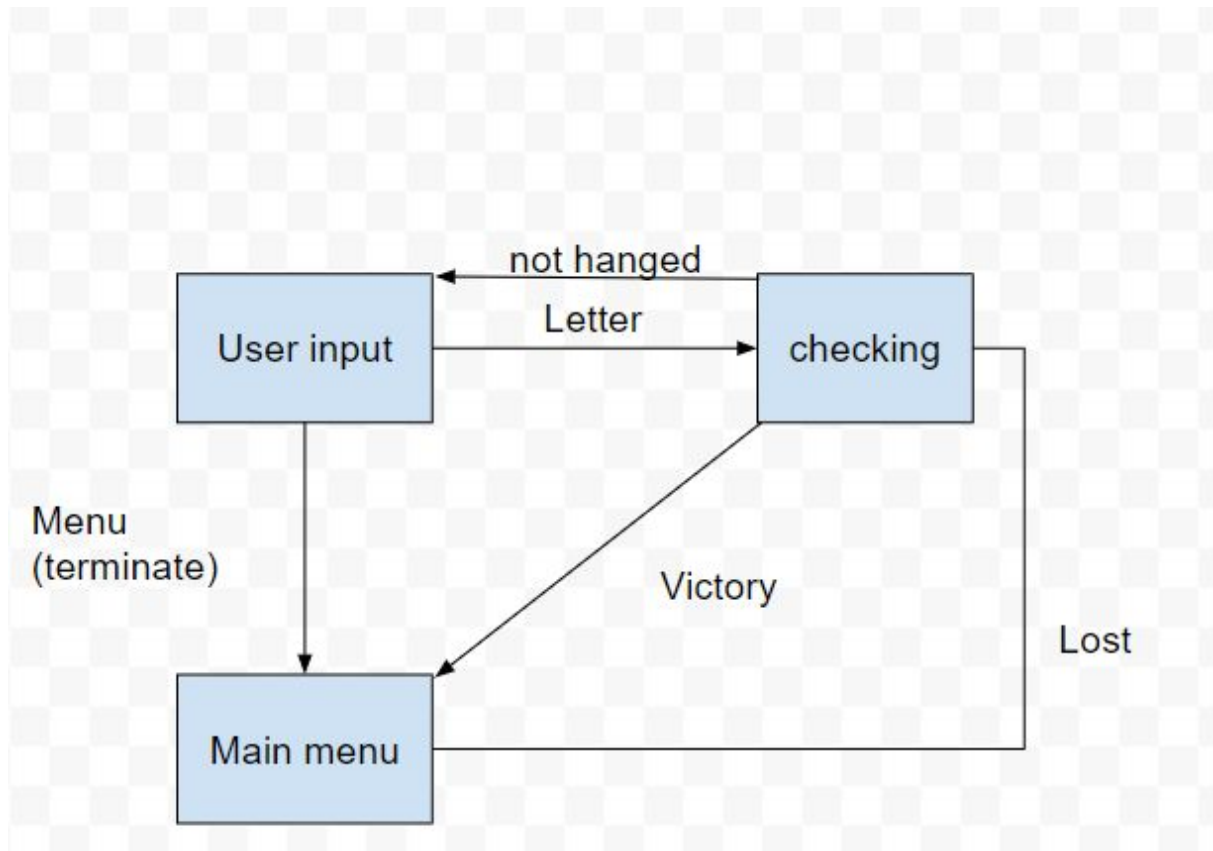 not hanged
Letter
User input
checking
Menu
(terminate)
Victory
Lost
Main menu